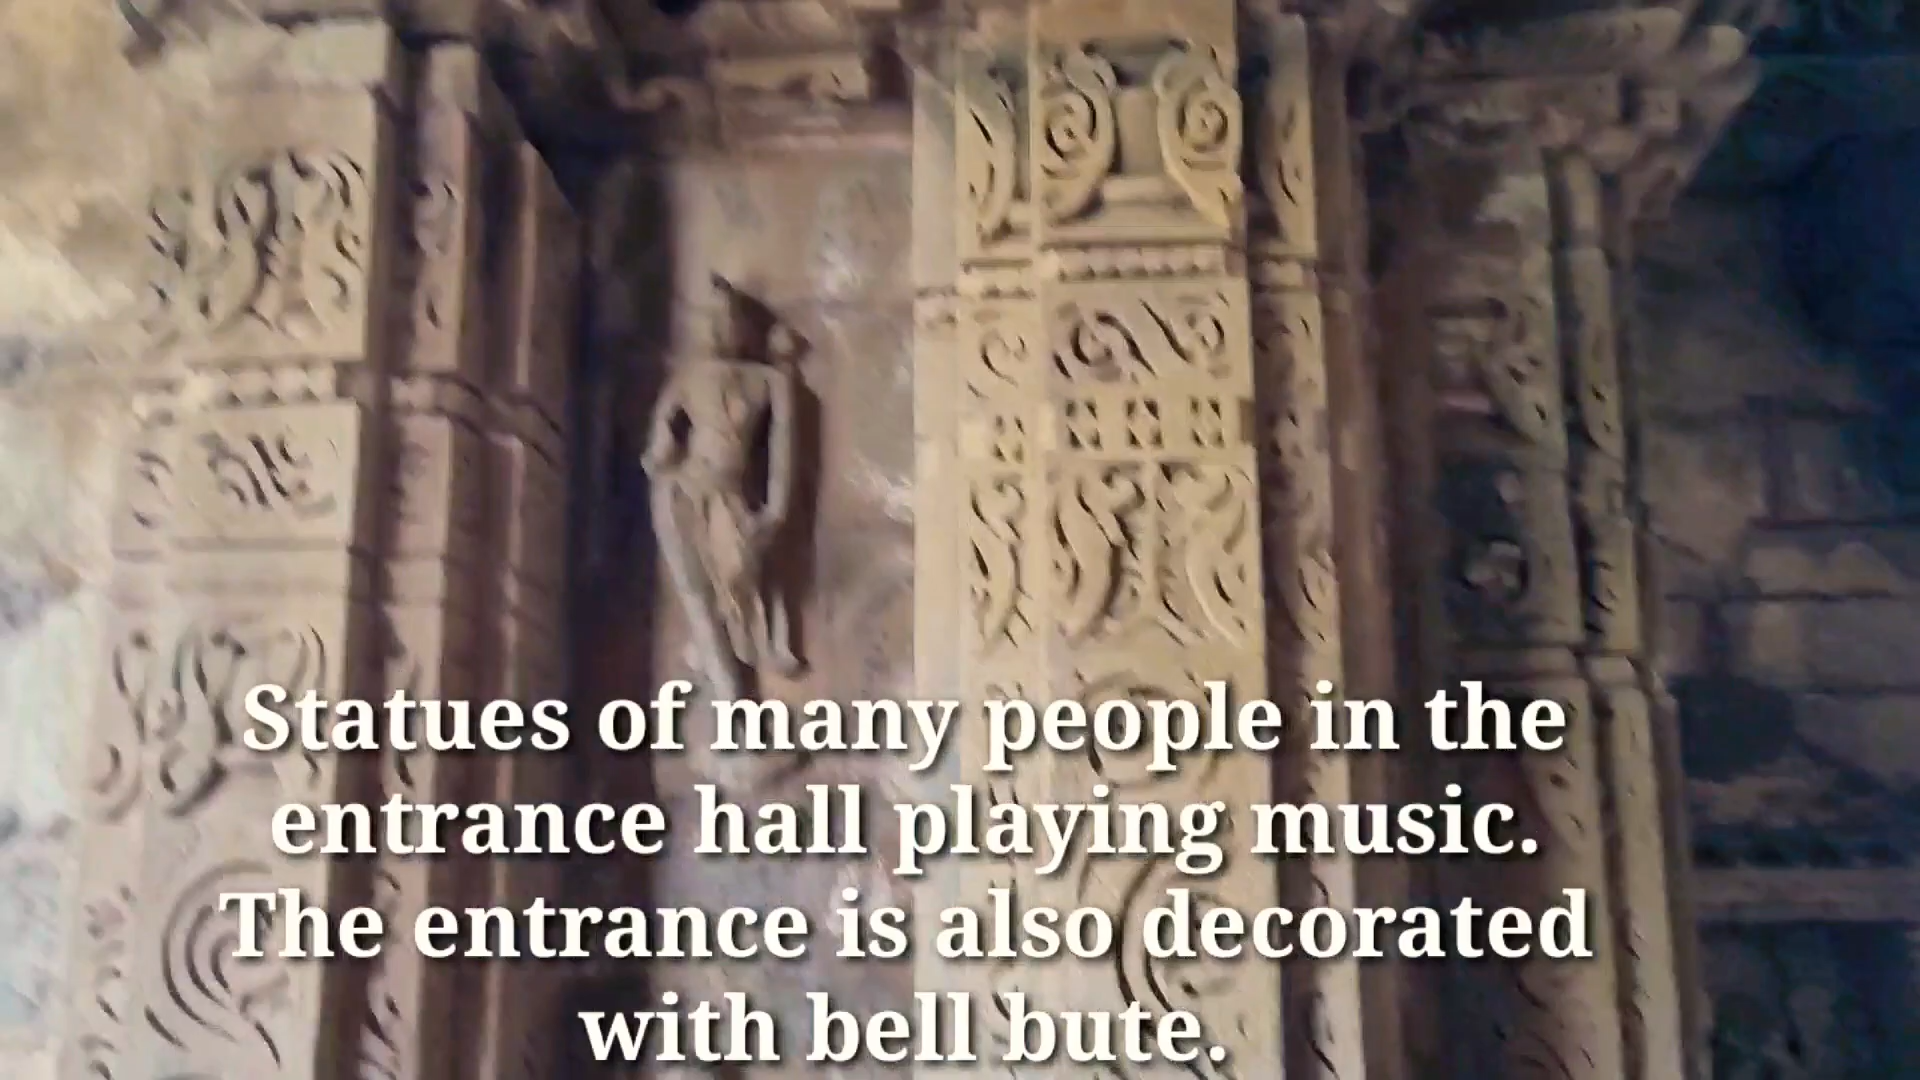 Statues of many people in the
entrance hall playing music.
The entrance is also decorated
with bell bute.